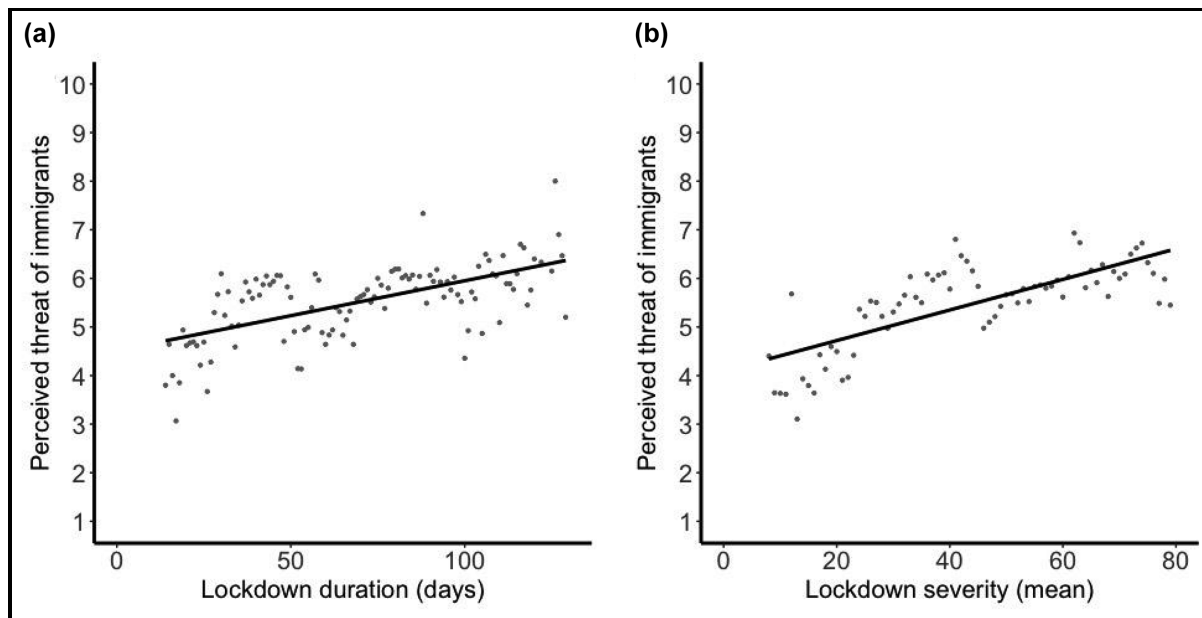 (a)
Perceived threat of immigrants
10
9
8
7
6
5
4
3
2
1
0 50 100
Lockdown duration (days)
(b)
Perceived threat of immigrants
10
9
8
7
6
5
4
3
2
1
0 20 40 60 80
Lockdown severity (mean)